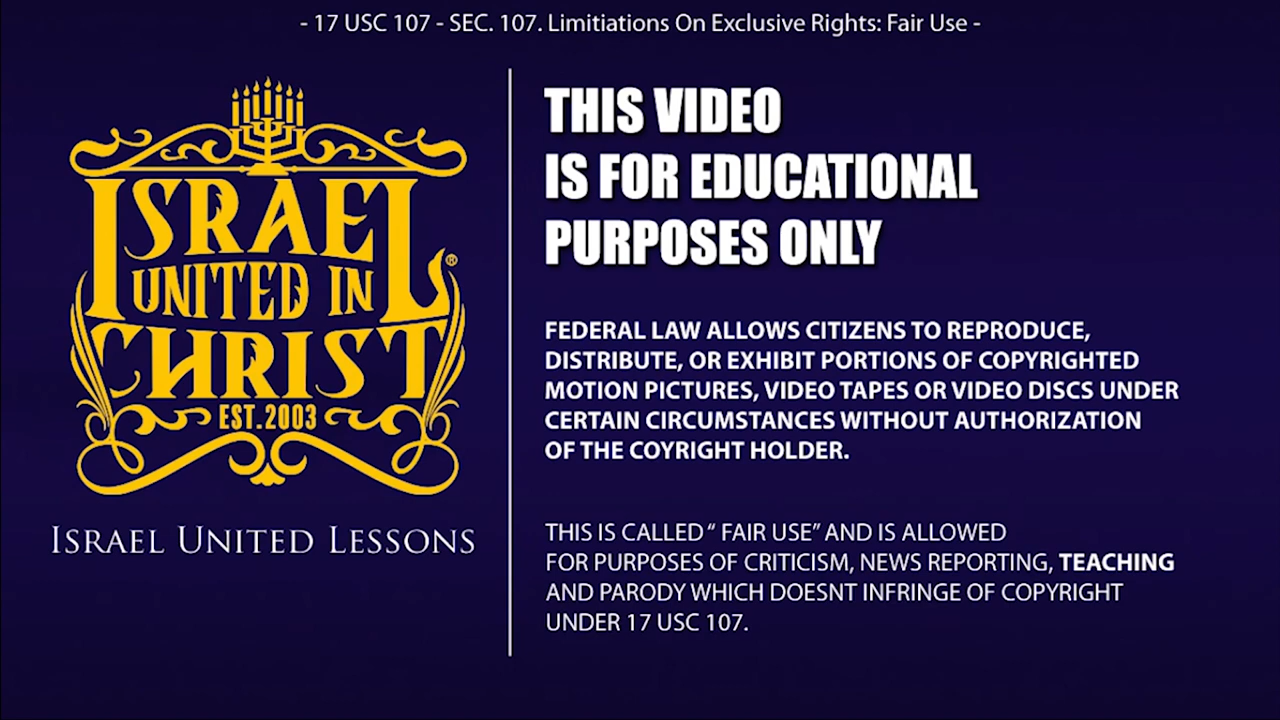 - 17 USC 107 - SEC. 107. Limitiations On Exclusive Rights: Fair Use -
ISRAEL
UNITED IN
CHRIST
EST.2003
®
ISRAEL UNITED LESSONS
THIS VIDEO
IS FOR EDUCATIONAL
PURPOSES ONLY
FEDERAL LAW ALLOWS CITIZENS TO REPRODUCE,
DISTRIBUTE, OR EXHIBIT PORTIONS OF COPYRIGHTED
MOTION PICTURES, VIDEO TAPES OR VIDEO DISCS UNDER
CERTAIN CIRCUMSTANCES WITHOUT AUTHORIZATION
OF THE COYRIGHT HOLDER.
THIS IS CALLED “ FAIR USE” AND IS ALLOWED
FOR PURPOSES OF CRITICISM, NEWS REPORTING, TEACHING
AND PARODY WHICH DOESNT INFRINGE OF COPYRIGHT
UNDER 17 USC 107.